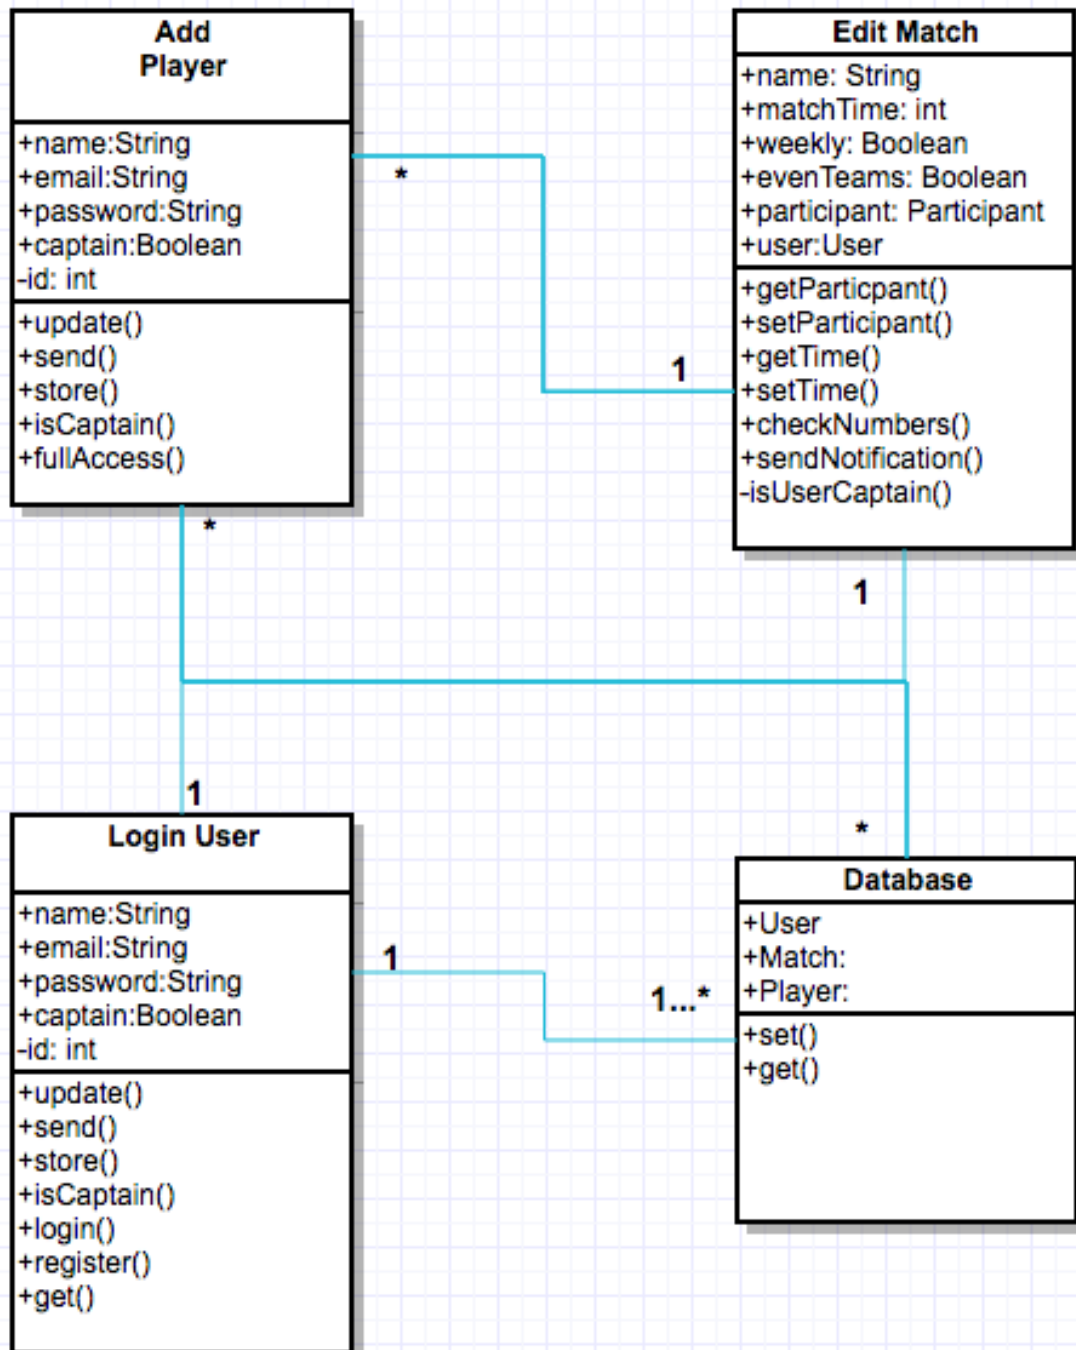 Add
Player
+name:String
+email:String
+password:String
+captain:Boolean
-id: int
+update()
+send()
+store()
+isCaptain()
+fullAccess()
*
*
Edit Match
+name: String
+matchTime: int
+weekly: Boolean
+evenTeams: Boolean
+participant: Participant
+user:User
+getParticpant()
+setParticipant()
+getTime()
+setTime()
+checkNumbers()
+sendNotification()
-isUserCaptain()
1
1
1
Login User
+name:String
+email:String
+password:String
+captain:Boolean
-id: int
+update()
+send()
+store()
+isCaptain()
+login()
+register()
+get()
1
1...*
*
Database
+User
+Match:
+Player:
+set()
+get()